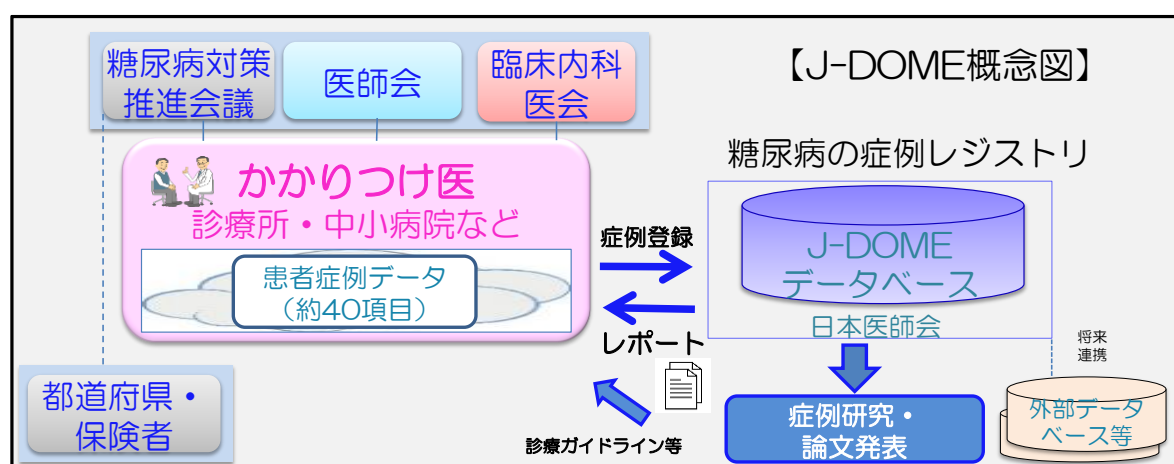 糖尿病対策
推進会議
医師会
臨床内科
医会
【J-DOME概念図】
かかりつけ医
診療所・中小病院など
患者症例データ
（約40項目）
症例登録
レポート
糖尿病の症例レジストリ
J-DOME
データベース
日本医師会
将来
連携
都道府県・
保険者
診療ガイドライン等
症例研究・
論文発表
外部データ
ベース等